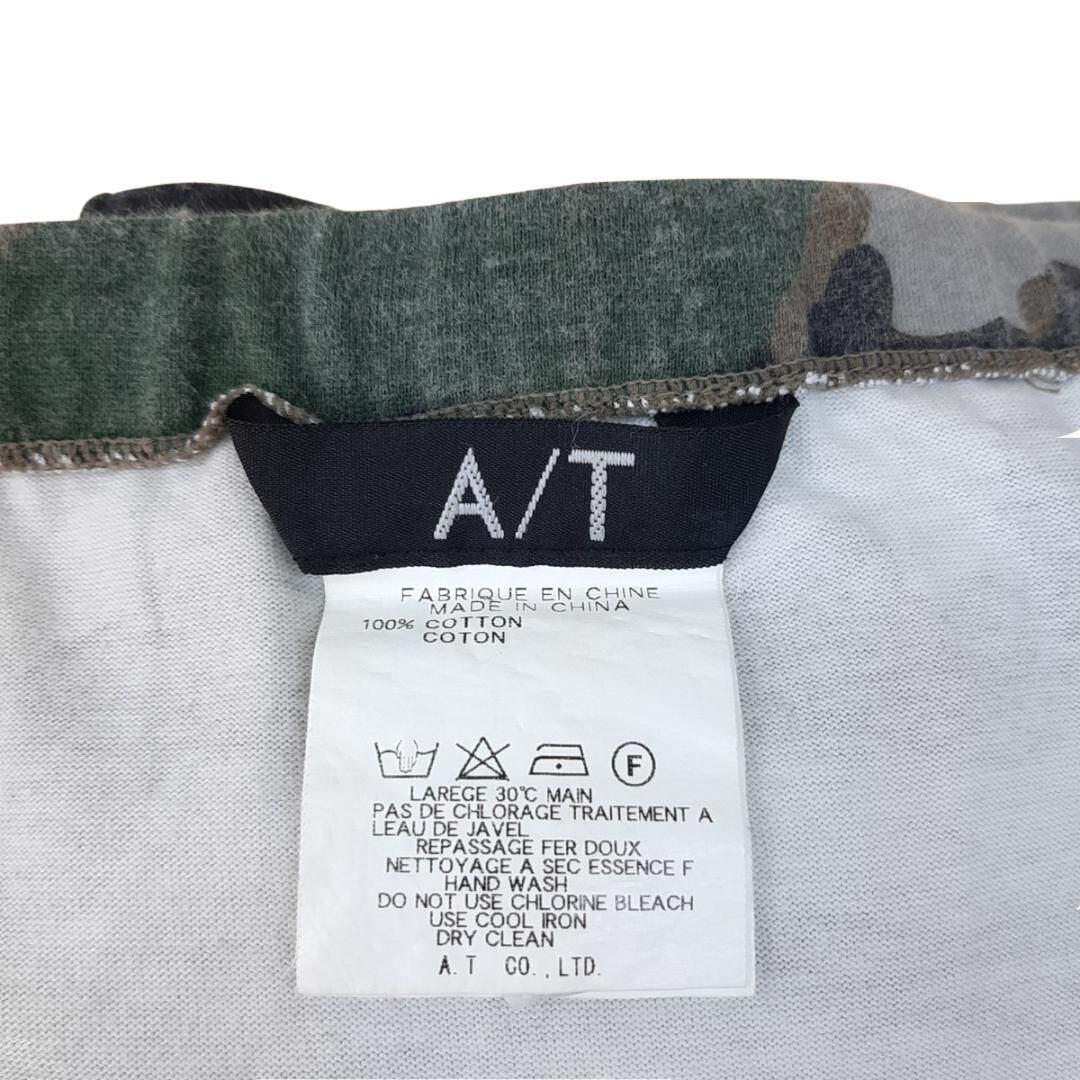 A/T
FABRIQUE EN CHINE
MADE IN CHINA
100% COTTON
COTON
F
LAREGE 30℃ MAIN
PAS DE CHLORAGE TRAITEMENT A
LEAU DE JAVEL
REPASSAGE FER DOUX
NETTOYAGE A SEC ESSENCE F
HAND WASH
DO NOT USE CHLORINE BLEACH
USE COOL IRON
DRY CLEAN
A.T CO.,LTD.